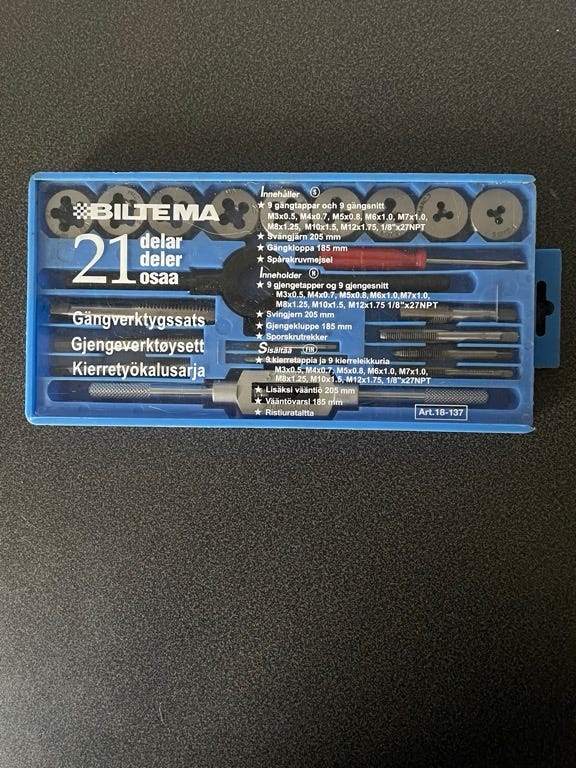 BILTEMA
21 delar
deler
osaa
Gängverktygssats
Gjengeverktøysett
Kierretyökalusarja
Innehåller S
★ 9 gängtappar och 9 gängsnitt
M3x0.5, M4x0.7, M5x0.8, M6x1.0, M7x1.0,
M8x1.25, M10x1.5, M12x1.75, 1/8"x27NPT
★ Svängjärn 205 mm
★ Gängkloppa 185 mm
★ Spårskruvmejsel
Inneholder N
★ 9 gjengetapper og 9 gjengesnitt
M3x0.5, M4x0.7, M5x0.8, M6x1.0,M7x1.0,
M8x1.25, M10x1.5, M12x1.75 1/8"x27NPT
★ Svingjern 205 mm
★ Gjengekluppe 185 mm
★ Sporskrutrekker
Sisältää FIN
★ 9 kierretappia ja 9 kierreleikkuria
M3x0.5, M4x0.7, M5x0.8, M6x1.0, M7x1.0,
M8x1.25, M10x1.5, M12x1.75, 1/8"x27NPT
★ Lisäksi vääntiö 205 mm
★ Vääntövarsl 185 mm
★ Ristiurataltta
Art.18-137